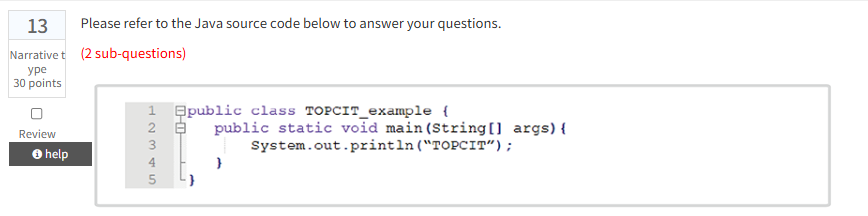 13
Narrative t
ype
30 points
Review
help
Please refer to the Java source code below to answer your questions.
(2 sub-questions)
1 public class TOPCIT_example {
2 public static void main(String[] args){
3 System.out.println(“TOPCIT”);
4 }
5 }